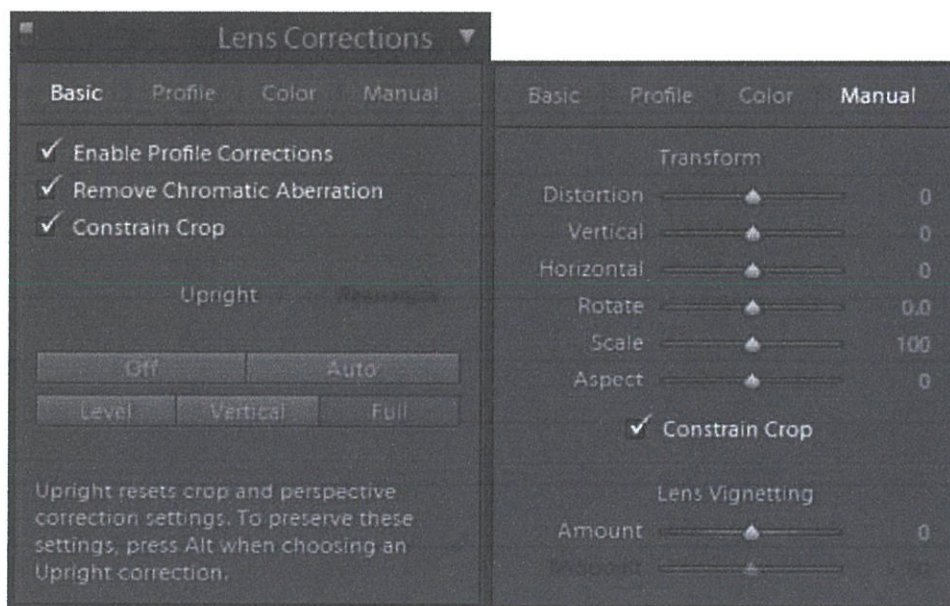 Lens Corrections
Basic Profile Color Manual
Enable Profile Corrections
Remove Chromatic Aberration
Constrain Crop
Upright
Off Auto
Level Vertical Full
Upright resets crop and perspective
correction settings. To preserve these
settings, press Alt when choosing an
Upright correction.
Basic Profile Color Manual
Transform
Distortion 0
Vertical 0
Horizontal 0
Rotate 0.0
Scale 100
Aspect 0
Constrain Crop
Lens Vignetting
Amount 0